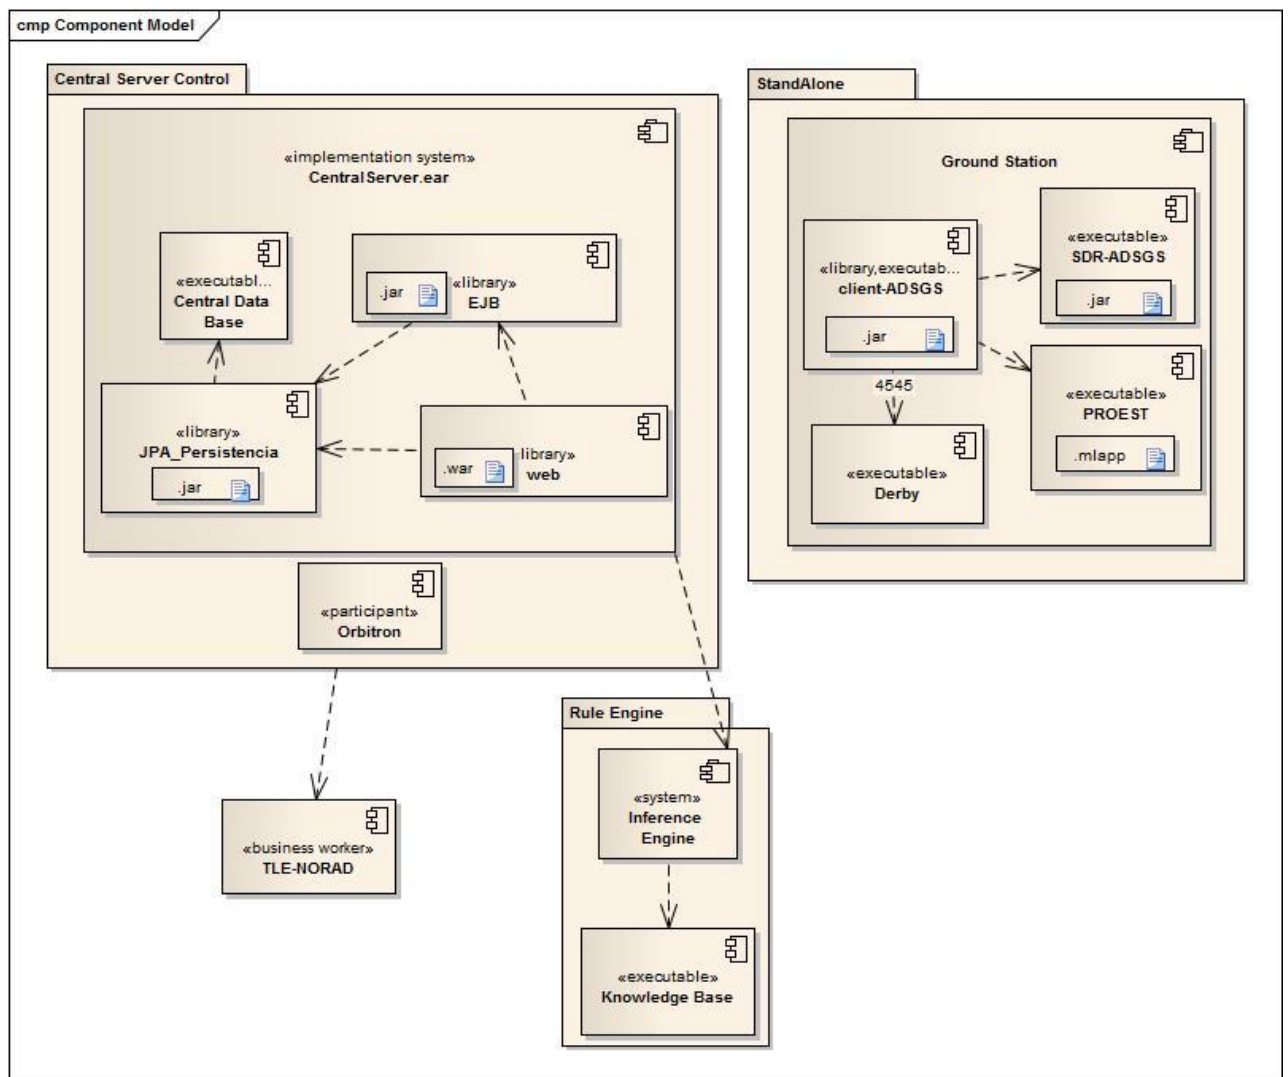 cmp Component Model
Central Server Control
«implementation system»
CentralServer.ear
«executabl...
Central Data
Base
.jar
«library»
EJB
«library»
JPA_Persistencia
.jar
.war
library»
web
«participant»
Orbitron
StandAlone
Ground Station
«library,executab...
client-ADSGS
.jar
«executable»
SDR-ADSGS
.jar
«executable»
PROEST
.mlapp
4545
«executable»
Derby
«business worker»
TLE-NORAD
Rule Engine
«system»
Inference
Engine
«executable»
Knowledge Base